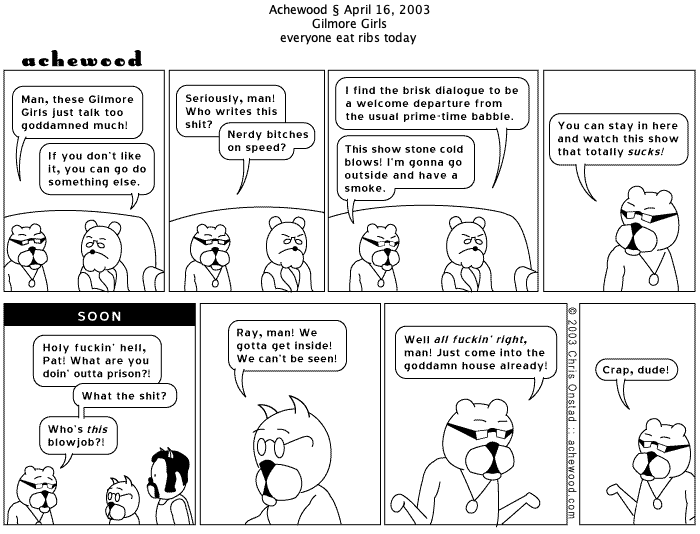 Achewood § April 16, 2003
Gilmore Girls
everyone eat ribs today
achewood
Man, these Gilmore
Girls just talk too
goddamned much!
If you don't like
it, you can go do
something else.
Seriously, man!
Who writes this
shit?
Nerdy bitches
on speed?
I find the brisk dialogue to be
a welcome departure from
the usual prime-time babble.
This show stone cold
blows! I'm gonna go
outside and have a
smoke.
You can stay in here
and watch this show
that totally sucks!
SOON
Holy fuckin' hell,
Pat! What are you
doin' outta prison?!
What the shit?
Who's this
blowjob?!
Ray, man! We
gotta get inside!
We can't be seen!
Well all fuckin' right,
man! Just come into the
goddamn house already!
© 2003 Chris Onstad :: achewood.com
Crap, dude!